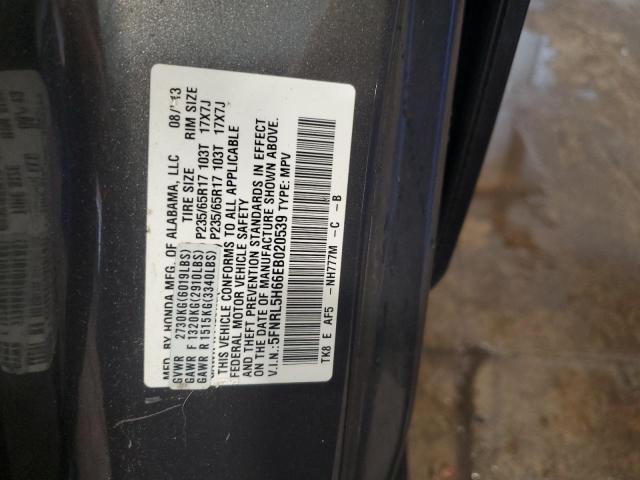 MFD. BY HONDA MFG. OF ALABAMA, LLC 08/13
GVWR 2730KG(6019LBS) TIRE SIZE RIM SIZE
GAWR F 1320KG(2910LBS) P235/65R17 103T 17X7J
GAWR R 1515KG(3340LBS) P235/65R17 103T 17X7J
THIS VEHICLE CONFORMS TO ALL APPLICABLE
FEDERAL MOTOR VEHICLE SAFETY
AND THEFT PREVENTION STANDARDS IN EFFECT
ON THE DATE OF MANUFACTURE SHOWN ABOVE.
V.I.N.: 5FNRL5H66EB020539 TYPE: MPV
TK8 E AF5 -NH777M -C -B